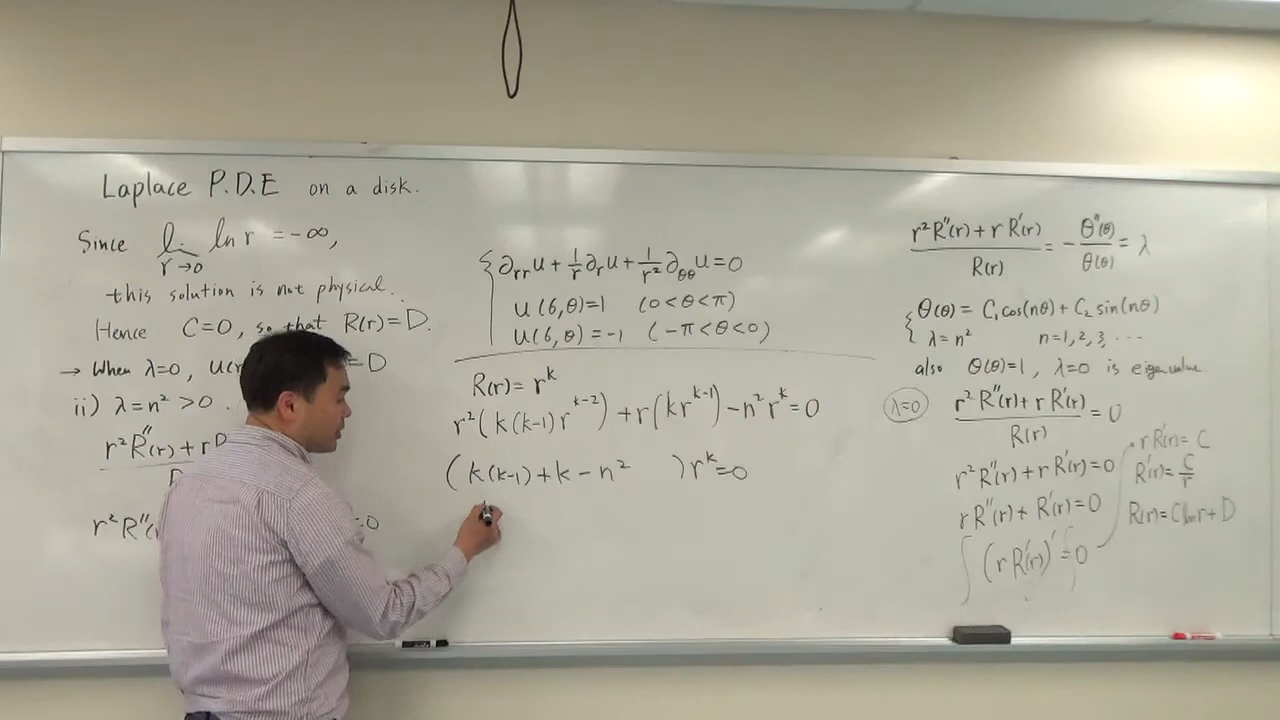 Laplace P.D.E on a disk.
Since lim r→0 ln r = -∞,
this solution is not physical.
Hence C=0, so that R(r)=D.
→ When λ=0, u(r =D
ii) λ=n²>0.
r²R″(r)+r
r²R″(r =0
∂rr u + 1/r ∂r u + 1/r² ∂θθ u = 0
u(6,θ)=1 (0<θ<π)
u(6,θ)=-1 (-π<θ<0)
R(r)=r^k
r²(k(k-1)r^(k-2))+r(kr^(k-1))-n²r^k=0
(k(k-1)+k-n² )r^k=0
(r²R″(r)+rR′(r))/R(r) = -Θ″(θ)/Θ(θ) = λ
{Θ(θ)=C₁cos(nθ)+C₂sin(nθ)
λ=n² n=1,2,3,...
also Θ(θ)=1, λ=0 is eigenvalue.
λ=0 (r²R″(r)+rR′(r))/R(r) = 0
r²R″(r)+rR′(r)=0
rR″(r)+R′(r)=0
∫(rR′(r))′=∫0
rR′(r)=C
R′(r)=C/r
R(r)=C ln r+D